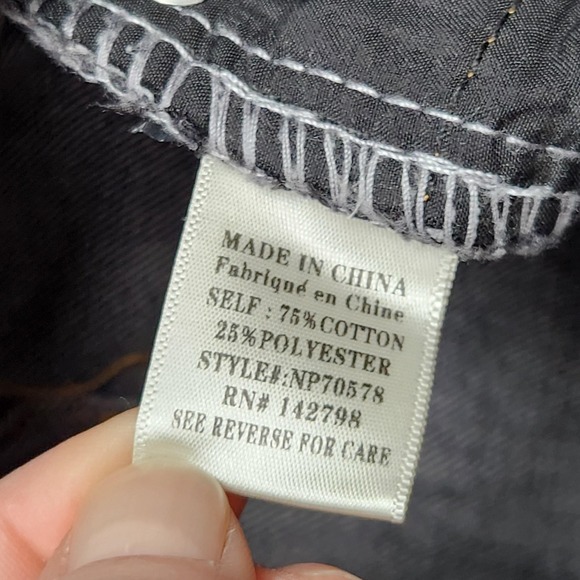 MADE IN CHINA
Fabriqué en Chine
SELF : 75%COTTON
25%POLYESTER
STYLE#:NP70578
RN# 142798
SEE REVERSE FOR CARE